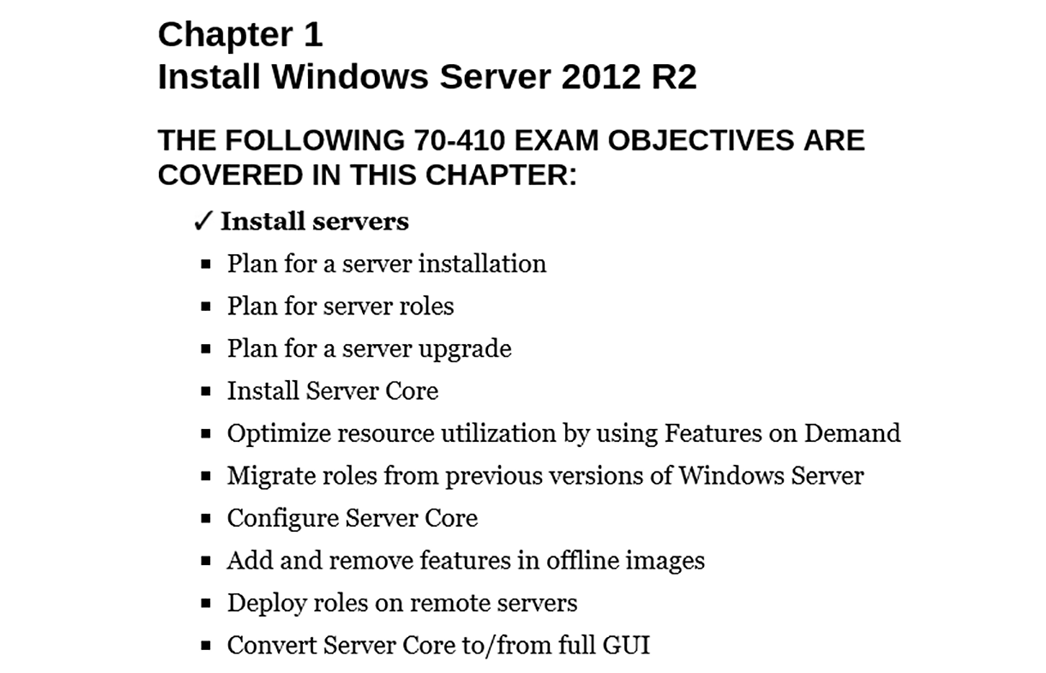 Chapter 1
Install Windows Server 2012 R2
THE FOLLOWING 70-410 EXAM OBJECTIVES ARE
COVERED IN THIS CHAPTER:
✓ Install servers
▪ Plan for a server installation
▪ Plan for server roles
▪ Plan for a server upgrade
▪ Install Server Core
▪ Optimize resource utilization by using Features on Demand
▪ Migrate roles from previous versions of Windows Server
▪ Configure Server Core
▪ Add and remove features in offline images
▪ Deploy roles on remote servers
▪ Convert Server Core to/from full GUI